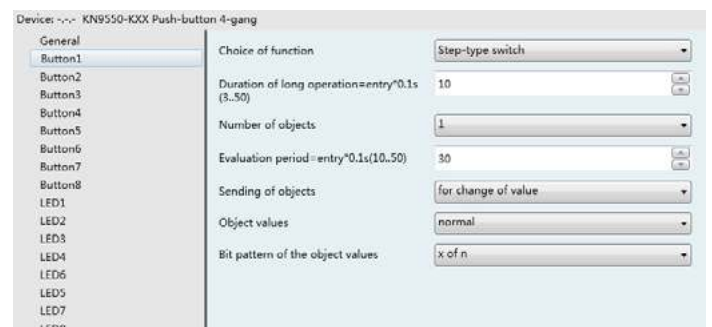 Device: -.-.- KN9550-KXX Push-button 4-gang
General
Button1
Button2
Button3
Button4
Button5
Button6
Button7
Button8
LED1
LED2
LED3
LED4
LED6
LED5
LED7
Choice of function
Step-type switch
Duration of long operation=entry*0.1s
(3..50)
10
Number of objects
1
Evaluation period=entry*0.1s(10..50)
30
Sending of objects
for change of value
Object values
normal
Bit pattern of the object values
x of n